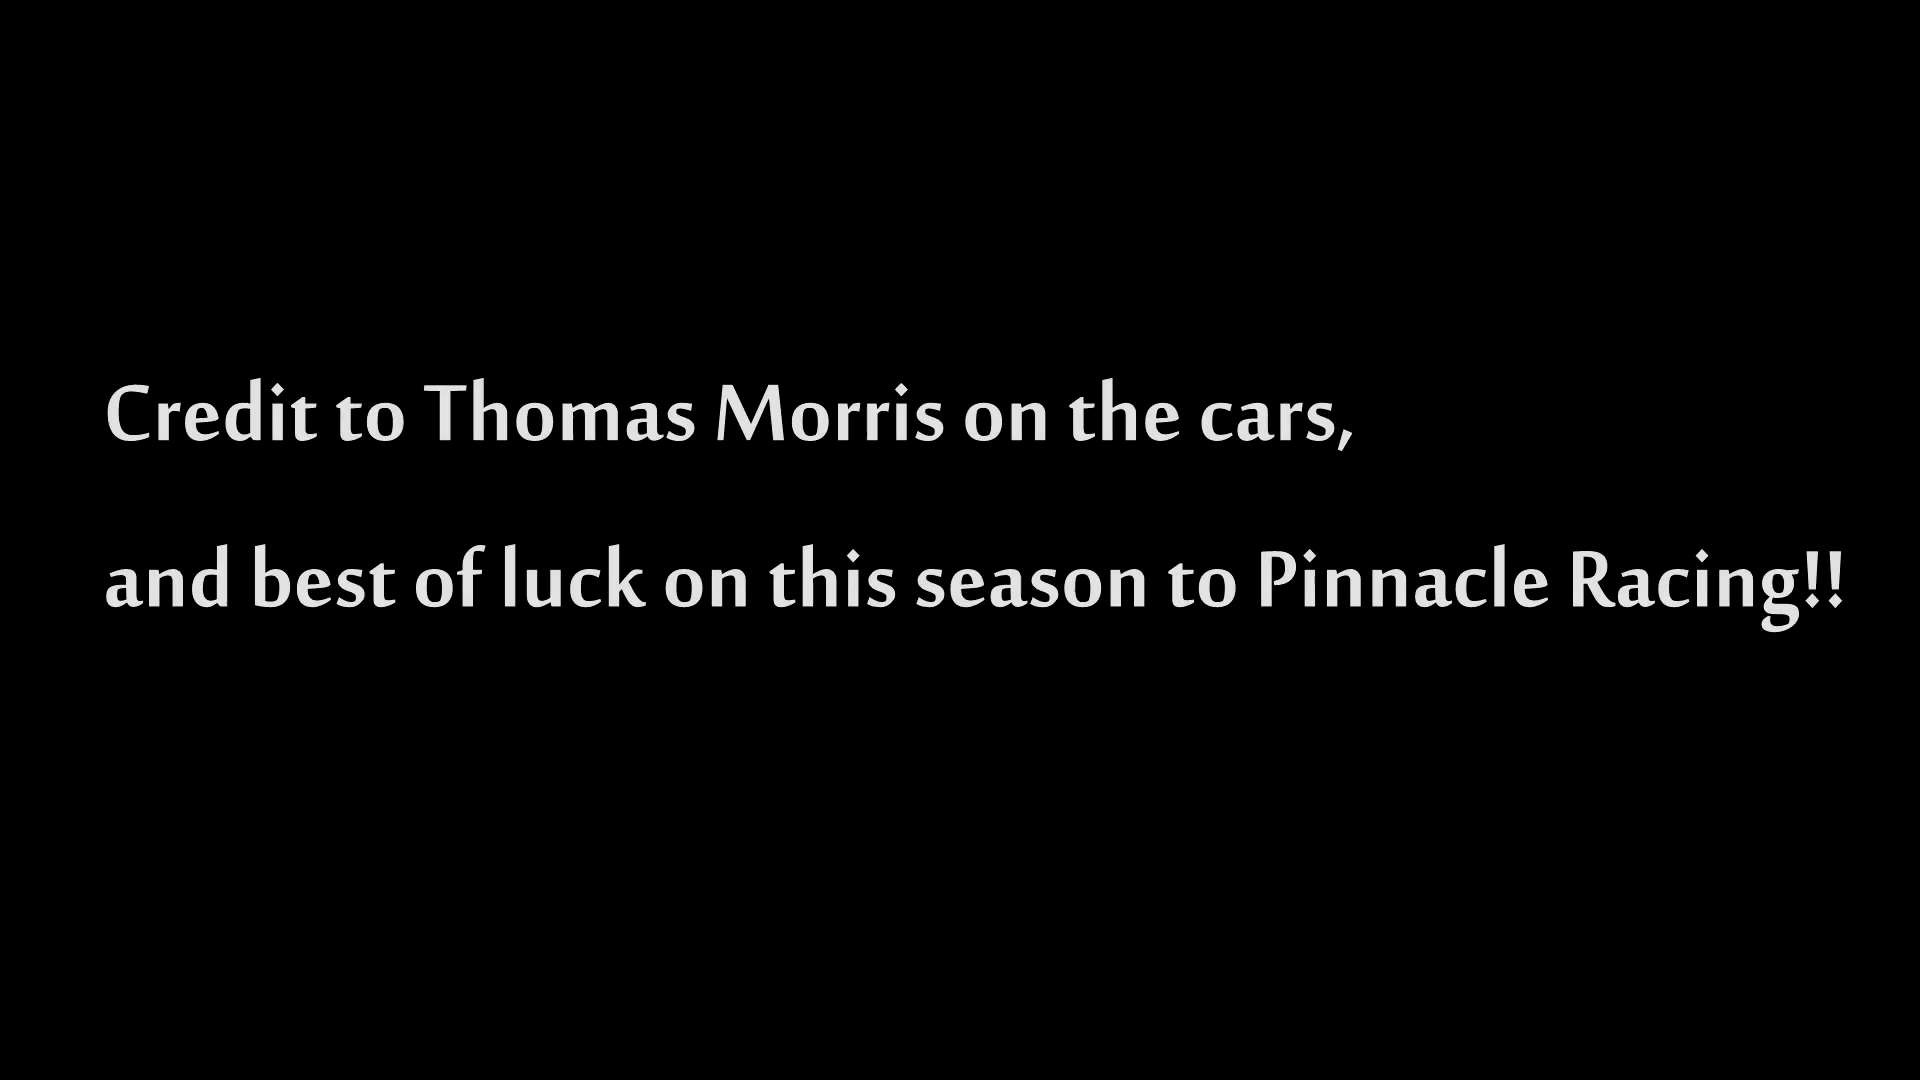 Credit to Thomas Morris on the cars,
and best of luck on this season to Pinnacle Racing!!